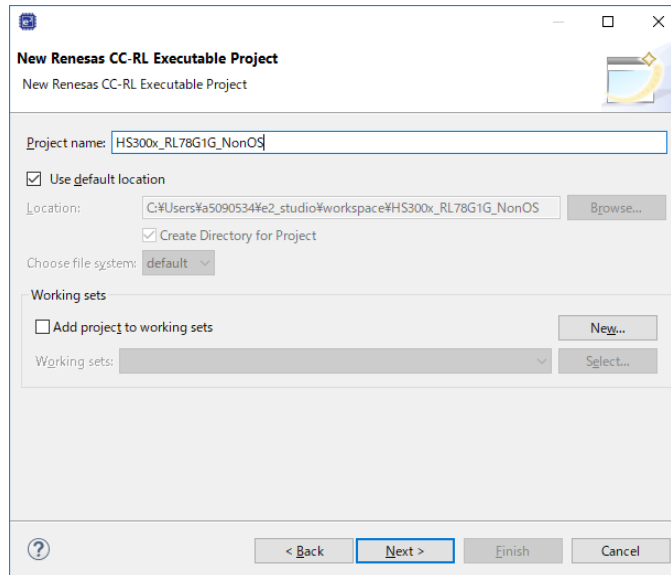 New Renesas CC-RL Executable Project
New Renesas CC-RL Executable Project
Project name: HS300x_RL78G1G_NonOS
Use default location
Location: C:¥Users¥a5090534¥e2_studio¥workspace¥HS300x_RL78G1G_NonOS Browse...
Create Directory for Project
Choose file system: default
Working sets
Add project to working sets New...
Working sets: Select...
? < Back Next > Finish Cancel